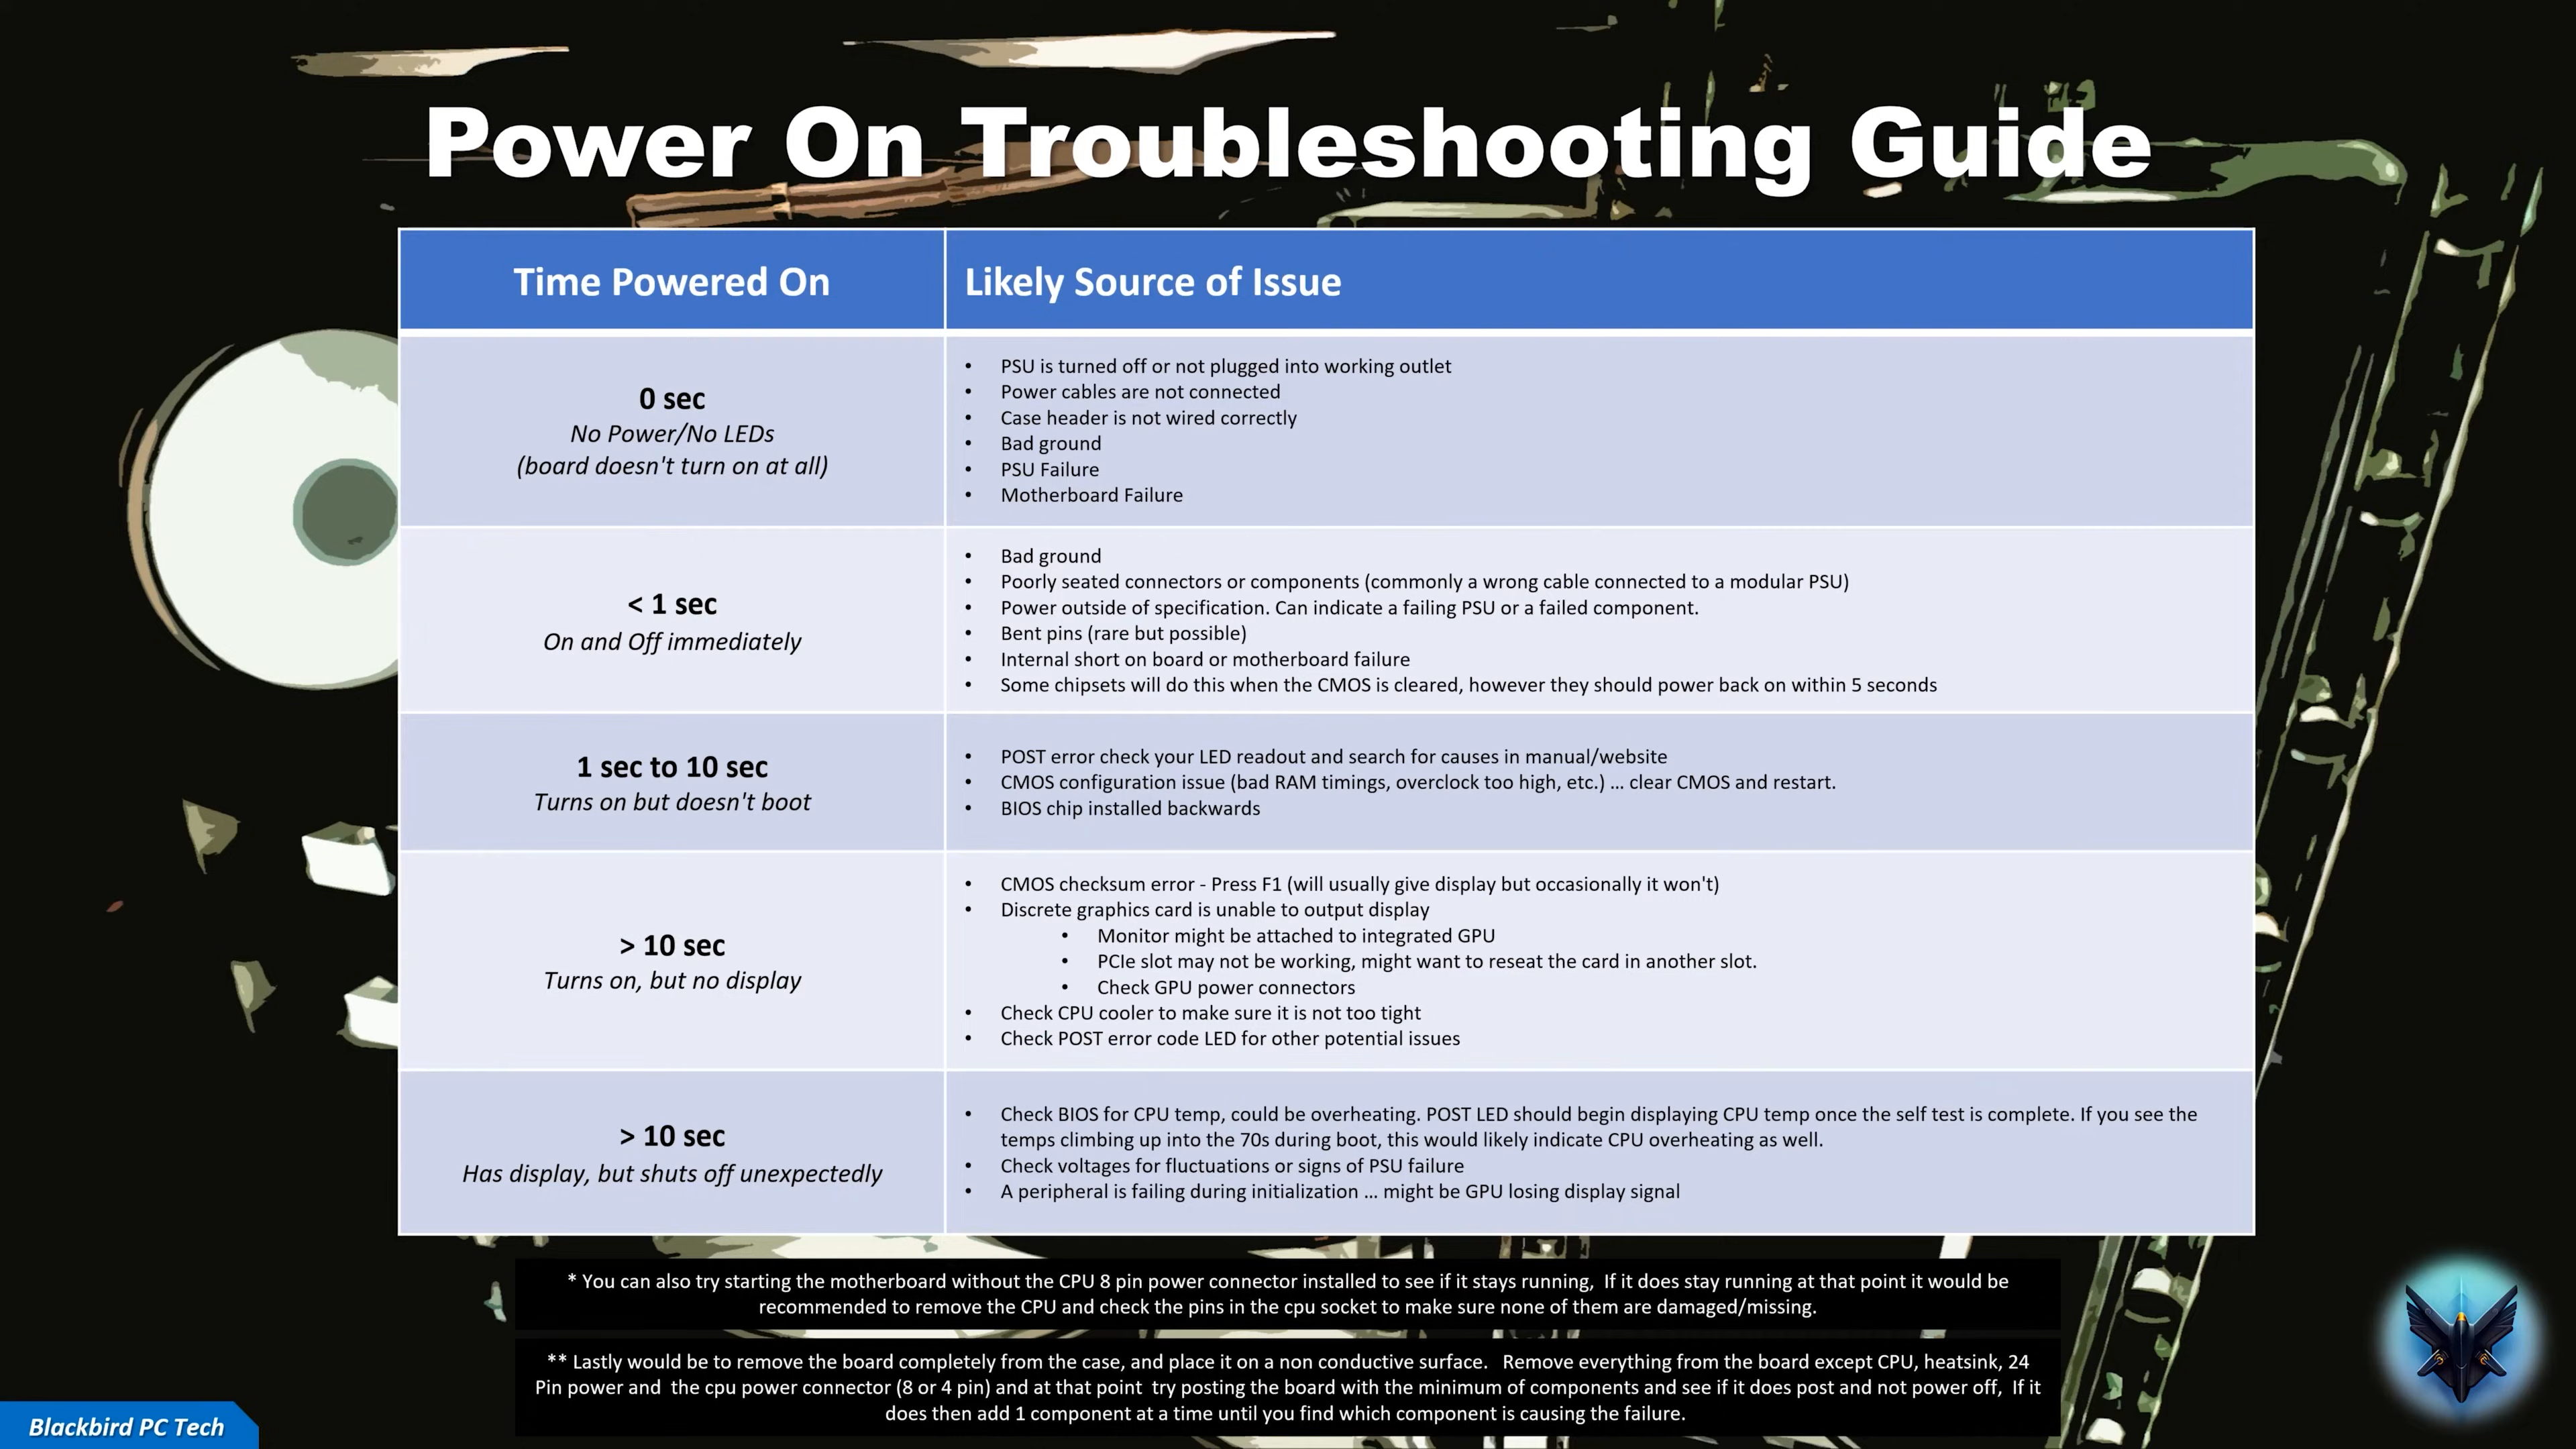 Power On Troubleshooting Guide
Time Powered On
Likely Source of Issue
0 sec
No Power/No LEDs
(board doesn't turn on at all)
• PSU is turned off or not plugged into working outlet
• Power cables are not connected
• Case header is not wired correctly
• Bad ground
• PSU Failure
• Motherboard Failure
< 1 sec
On and Off immediately
• Bad ground
• Poorly seated connectors or components (commonly a wrong cable connected to a modular PSU)
• Power outside of specification. Can indicate a failing PSU or a failed component.
• Bent pins (rare but possible)
• Internal short on board or motherboard failure
• Some chipsets will do this when the CMOS is cleared, however they should power back on within 5 seconds
1 sec to 10 sec
Turns on but doesn't boot
• POST error check your LED readout and search for causes in manual/website
• CMOS configuration issue (bad RAM timings, overclock too high, etc.) ... clear CMOS and restart.
• BIOS chip installed backwards
> 10 sec
Turns on, but no display
• CMOS checksum error - Press F1 (will usually give display but occasionally it won't)
• Discrete graphics card is unable to output display
• Monitor might be attached to integrated GPU
• PCIe slot may not be working, might want to reseat the card in another slot.
• Check GPU power connectors
• Check CPU cooler to make sure it is not too tight
• Check POST error code LED for other potential issues
> 10 sec
Has display, but shuts off unexpectedly
• Check BIOS for CPU temp, could be overheating. POST LED should begin displaying CPU temp once the self test is complete. If you see the
temps climbing up into the 70s during boot, this would likely indicate CPU overheating as well.
• Check voltages for fluctuations or signs of PSU failure
• A peripheral is failing during initialization ... might be GPU losing display signal
* You can also try starting the motherboard without the CPU 8 pin power connector installed to see if it stays running, If it does stay running at that point it would be
recommended to remove the CPU and check the pins in the cpu socket to make sure none of them are damaged/missing.
** Lastly would be to remove the board completely from the case, and place it on a non conductive surface. Remove everything from the board except CPU, heatsink, 24
Pin power and the cpu power connector (8 or 4 pin) and at that point try posting the board with the minimum of components and see if it does post and not power off, If it
does then add 1 component at a time until you find which component is causing the failure.
Blackbird PC Tech